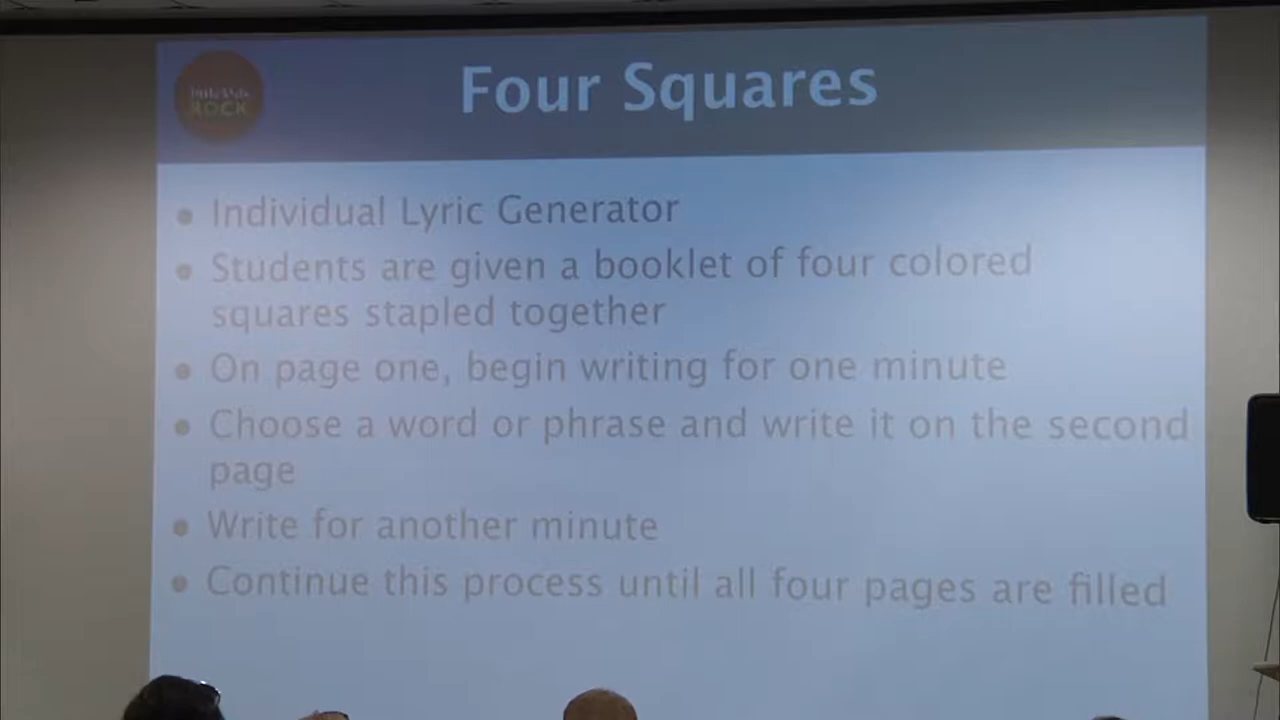 Four Squares
ROCK
• Individual Lyric Generator
• Students are given a booklet of four colored
squares stapled together
• On page one, begin writing for one minute
• Choose a word or phrase and write it on the second
page
• Write for another minute
• Continue this process until all four pages are filled